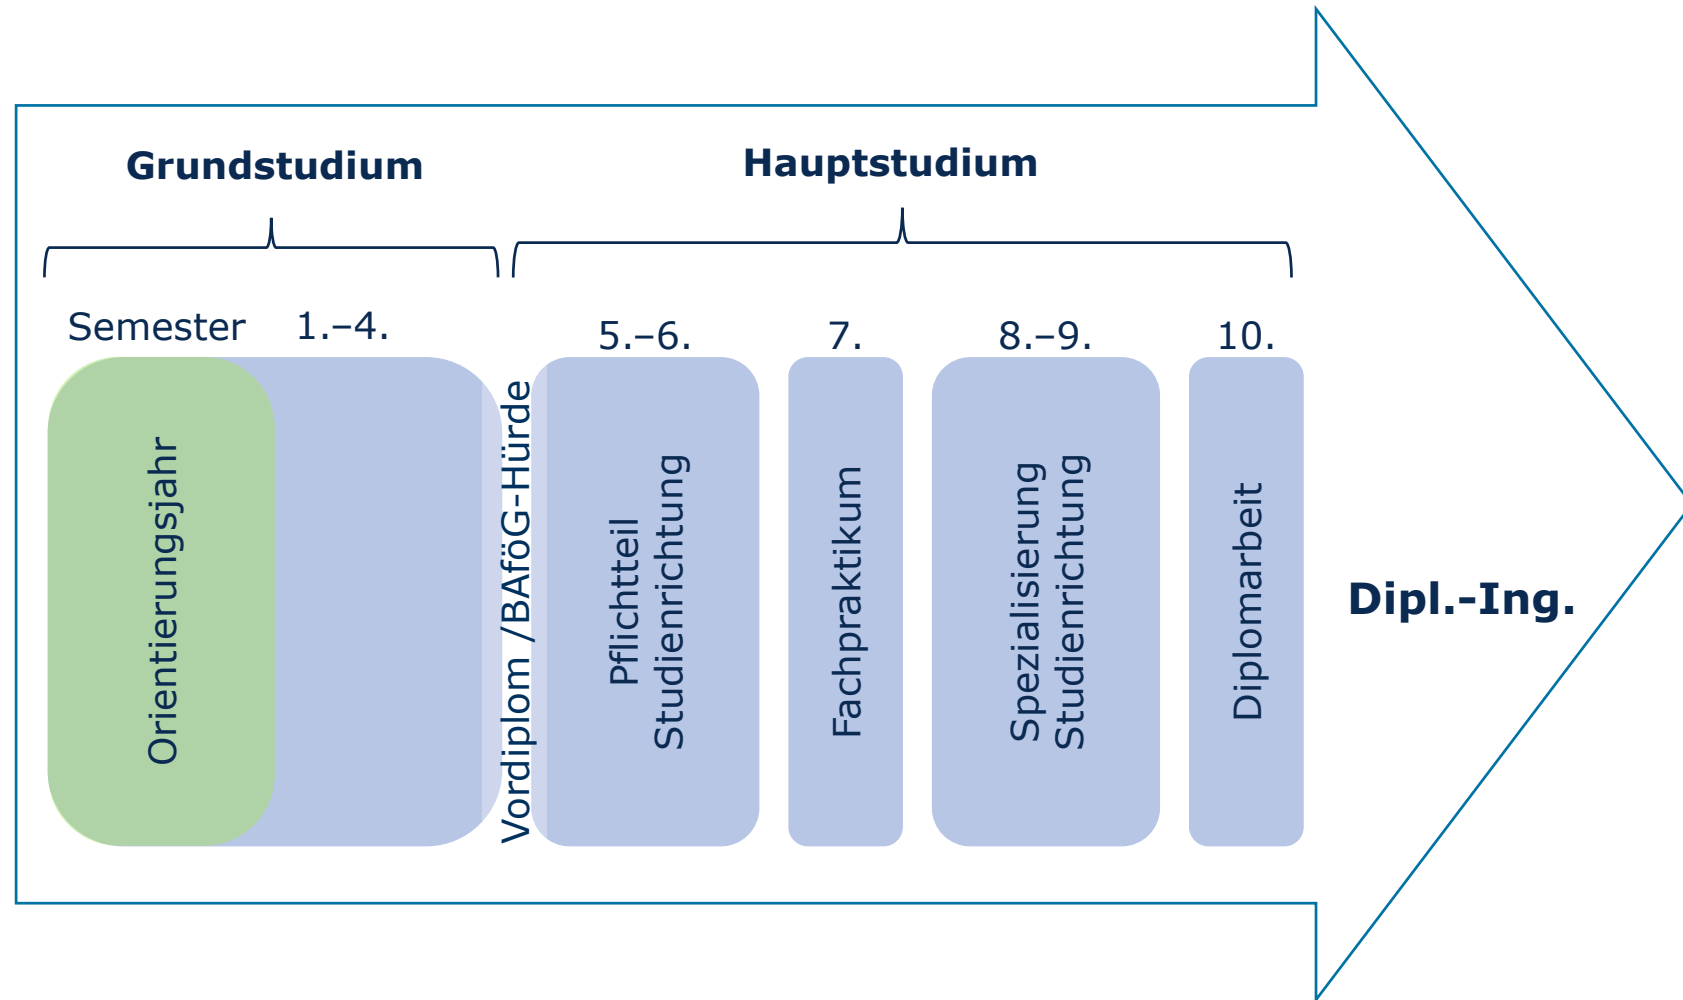 Grundstudium
Hauptstudium
Semester 1.–4.
5.–6.
7.
8.–9.
10.
Orientierungsjahr
Vordiplom /BAföG-Hürde
Pflichtteil
Studienrichtung
Fachpraktikum
Spezialisierung
Studienrichtung
Diplomarbeit
Dipl.-Ing.